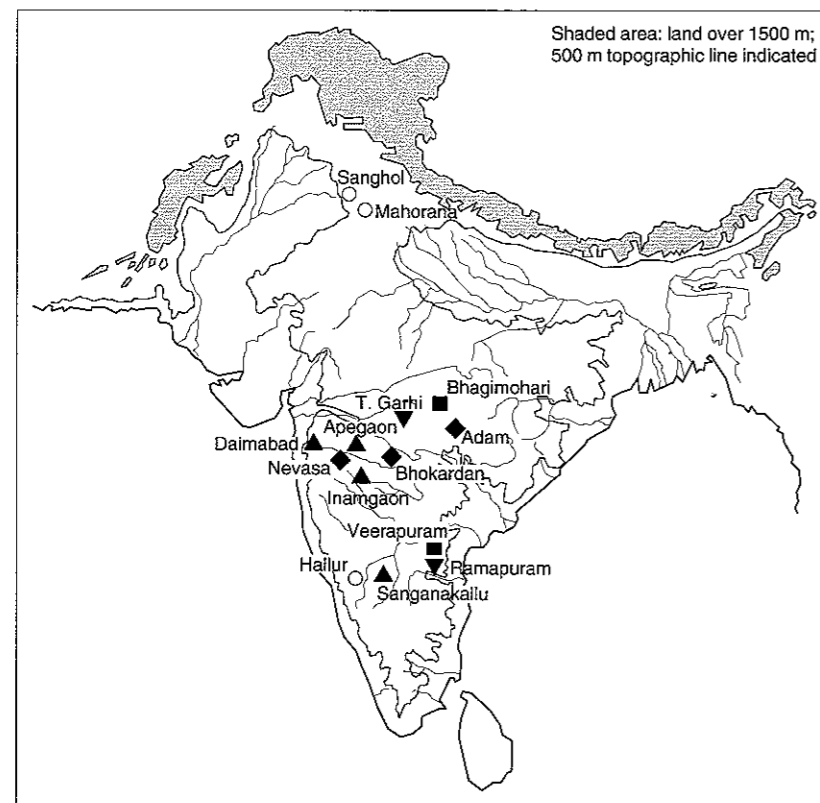 Shaded area: land over 1500 m;
500 m topographic line indicated
Sanghol
Mahorana
Bhagimohari
T. Garhi
Apegaon
Adam
Daimabad
Nevasa
Bhokardan
Inamgaon
Veerapuram
Hallur
Ramapuram
Sanganakallu